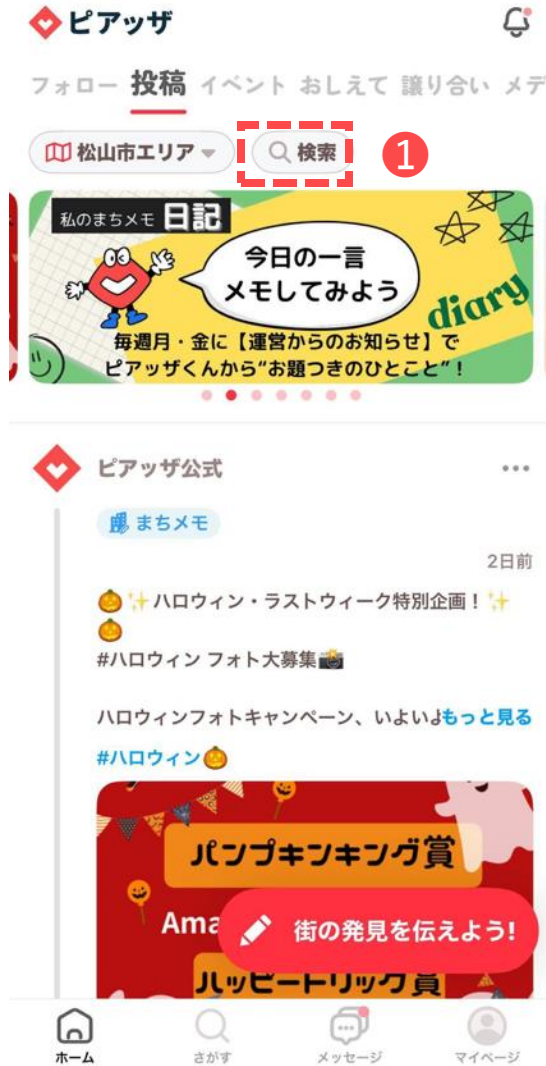 ピアッザ
フォロー 投稿 イベント おしえて 譲り合い メデ
松山市エリア 検索 1
私のまちメモ 日記
今日の一言
メモしてみよう
diary
毎週月・金に【運営からのお知らせ】で
ピアッザくんから“お題つきのひとこと”！
ピアッザ公式
まちメモ
2日前
🎃✨ハロウィン・ラストウィーク特別企画！✨
🎃
#ハロウィン フォト大募集📸
ハロウィンフォトキャンペーン、いよいよもっと見る
#ハロウィン🎃
パンプキンキング賞
Ama
街の発見を伝えよう!
ハッピートリック賞
ホーム さがす メッセージ マイページ